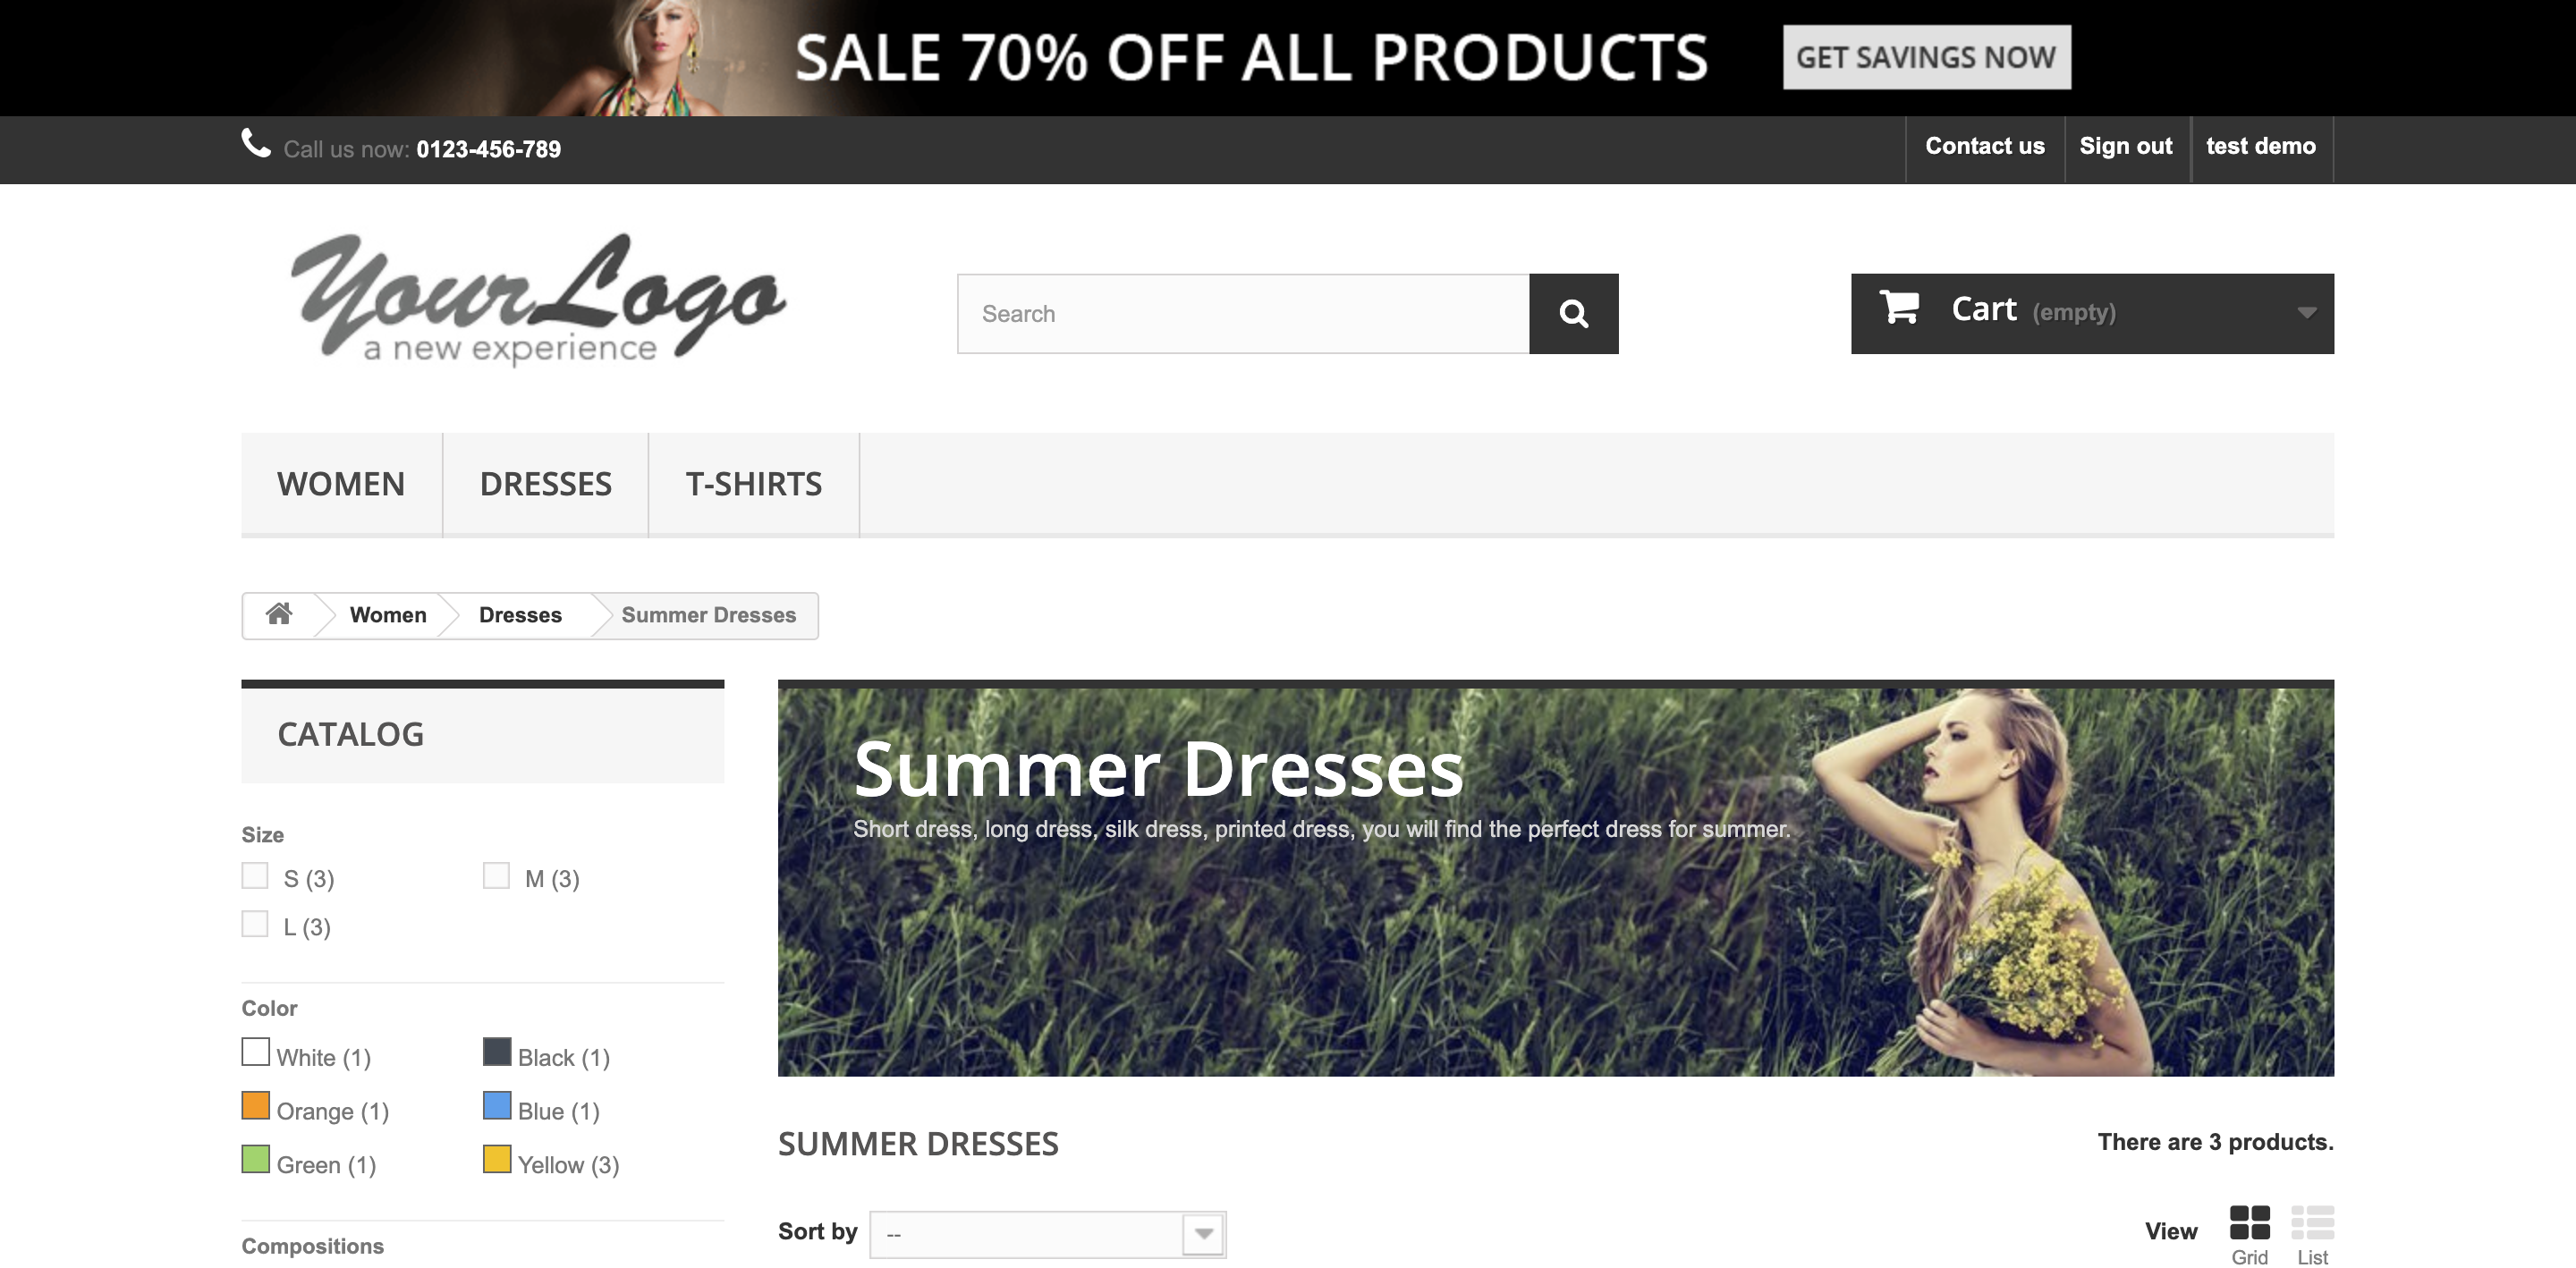 SALE 70% OFF ALL PRODUCTS GET SAVINGS NOW
Call us now: 0123-456-789 Contact us Sign out test demo
YourLogo
a new experience
Search
Cart (empty)
WOMEN DRESSES T-SHIRTS
Women Dresses Summer Dresses
CATALOG
Size
S (3) M (3)
L (3)
Color
White (1) Black (1)
Orange (1) Blue (1)
Green (1) Yellow (3)
Compositions
Summer Dresses
Short dress, long dress, silk dress, printed dress, you will find the perfect dress for summer.
SUMMER DRESSES There are 3 products.
Sort by -- View
Grid List